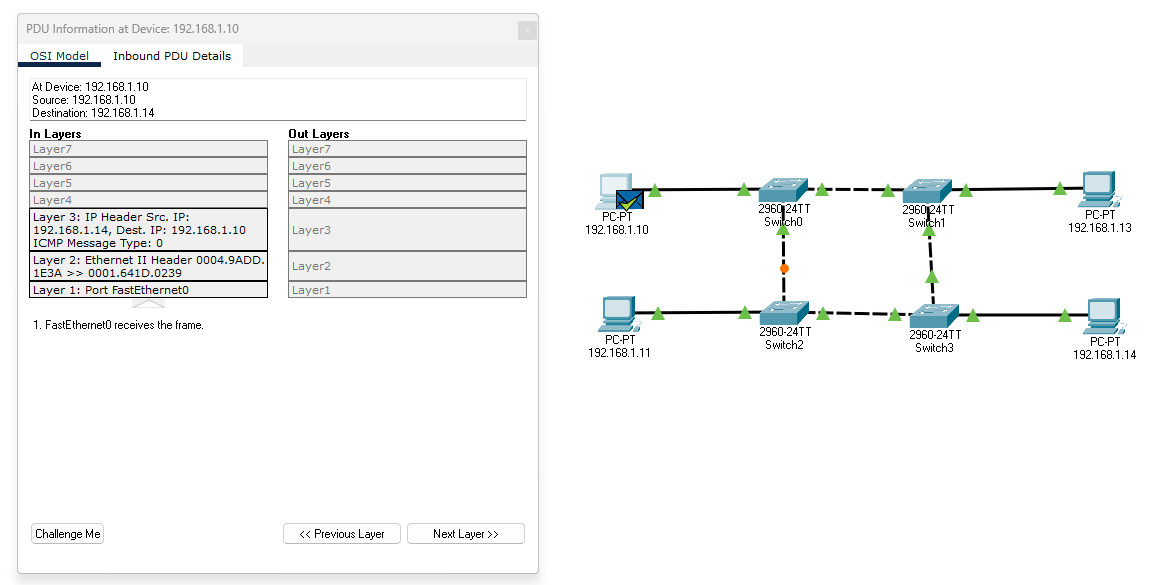 PDU Information at Device: 192.168.1.10
x
OSI Model
Inbound PDU Details
At Device: 192.168.1.10
Source: 192.168.1.10
Destination: 192.168.1.14
In Layers
Layer7
Layer6
Layer5
Layer4
Layer 3: IP Header Src. IP:
192.168.1.14, Dest. IP: 192.168.1.10
ICMP Message Type: 0
Layer 2: Ethernet II Header 0004.9ADD.
1E3A >> 0001.641D.0239
Layer 1: Port FastEthernet0
Out Layers
Layer7
Layer6
Layer5
Layer4
Layer3
Layer2
Layer1
1. FastEthernet0 receives the frame.
Challenge Me
<< Previous Layer
Next Layer >>
PC-PT
192.168.1.10
2960-24TT
Switch0
2960-24TT
Switch1
PC-PT
192.168.1.13
PC-PT
192.168.1.11
2960-24TT
Switch2
2960-24TT
Switch3
PC-PT
192.168.1.14